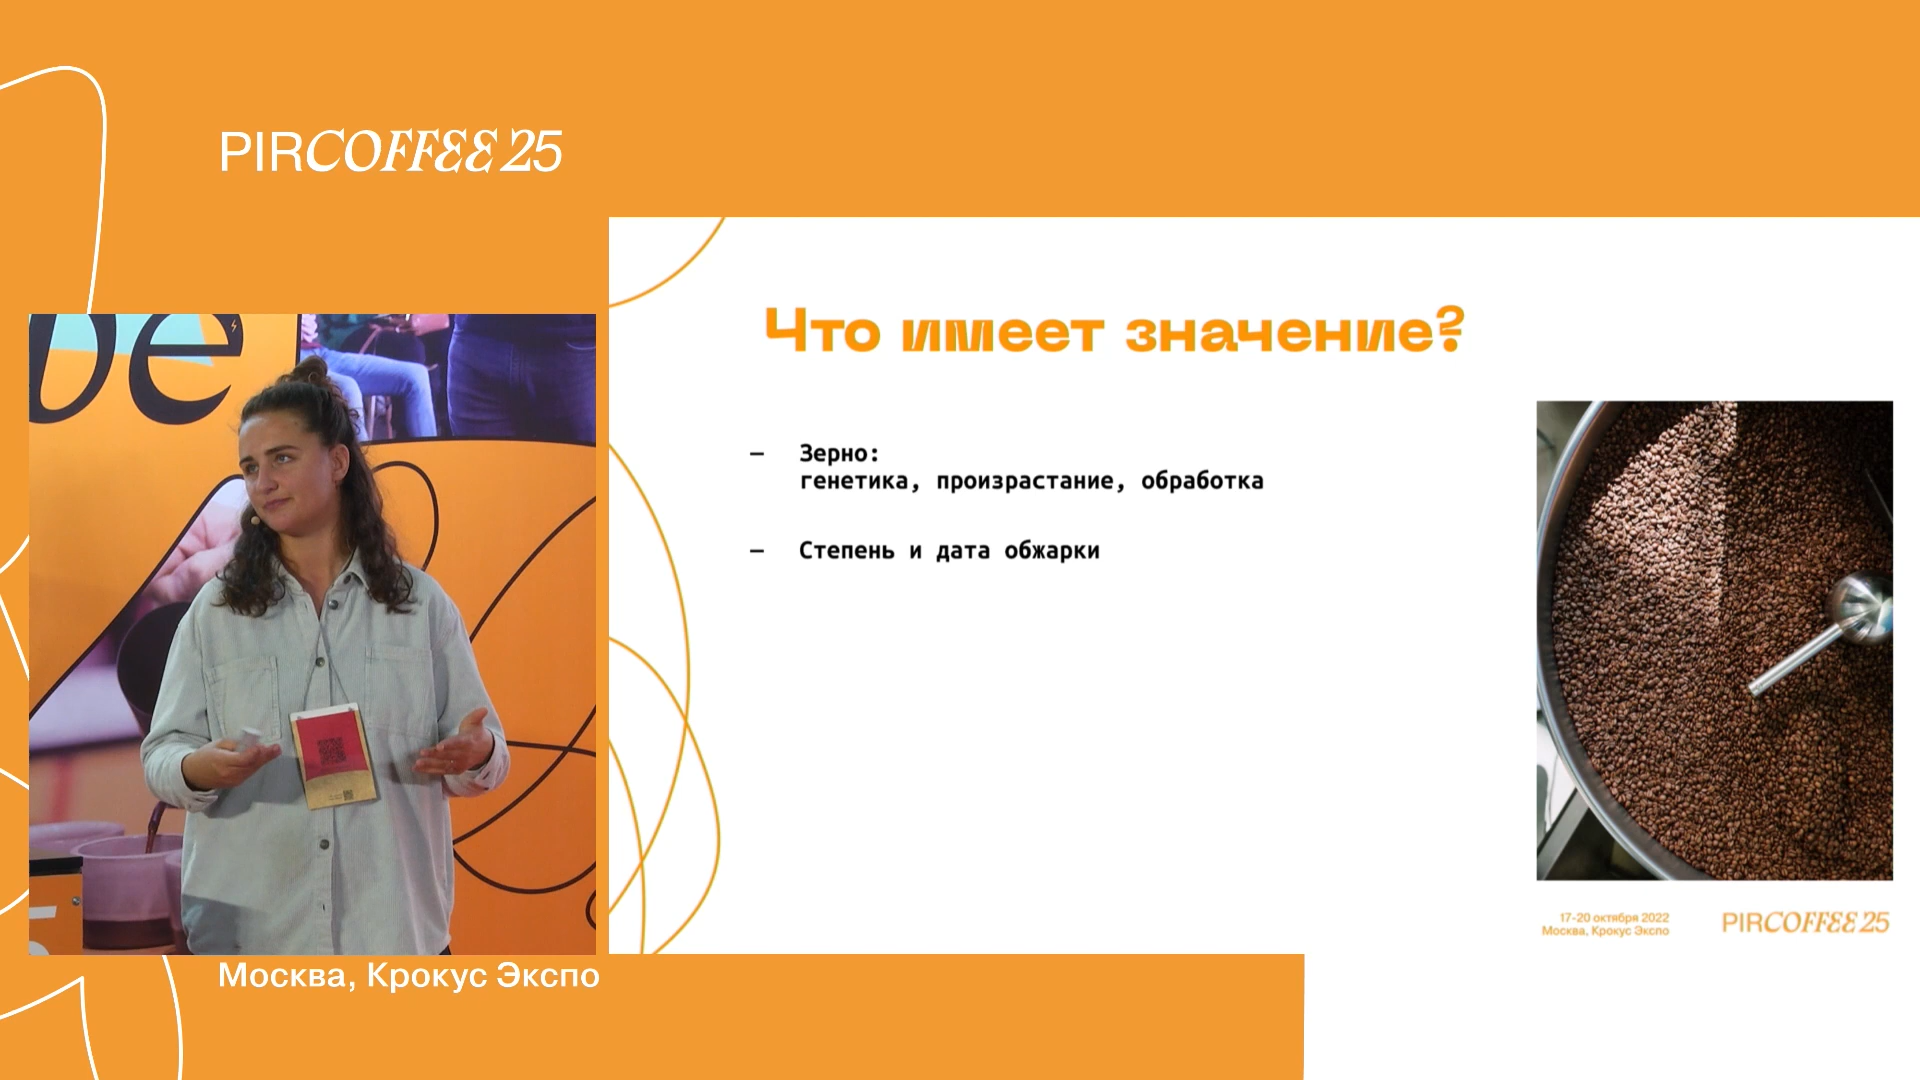 PIRCOFFEE 25
be
Что имеет значение?
– Зерно:
генетика, произрастание, обработка
– Степень и дата обжарки
17-20 октября 2022
Москва, Крокус Экспо
PIRCOFFEE 25
Москва, Крокус Экспо